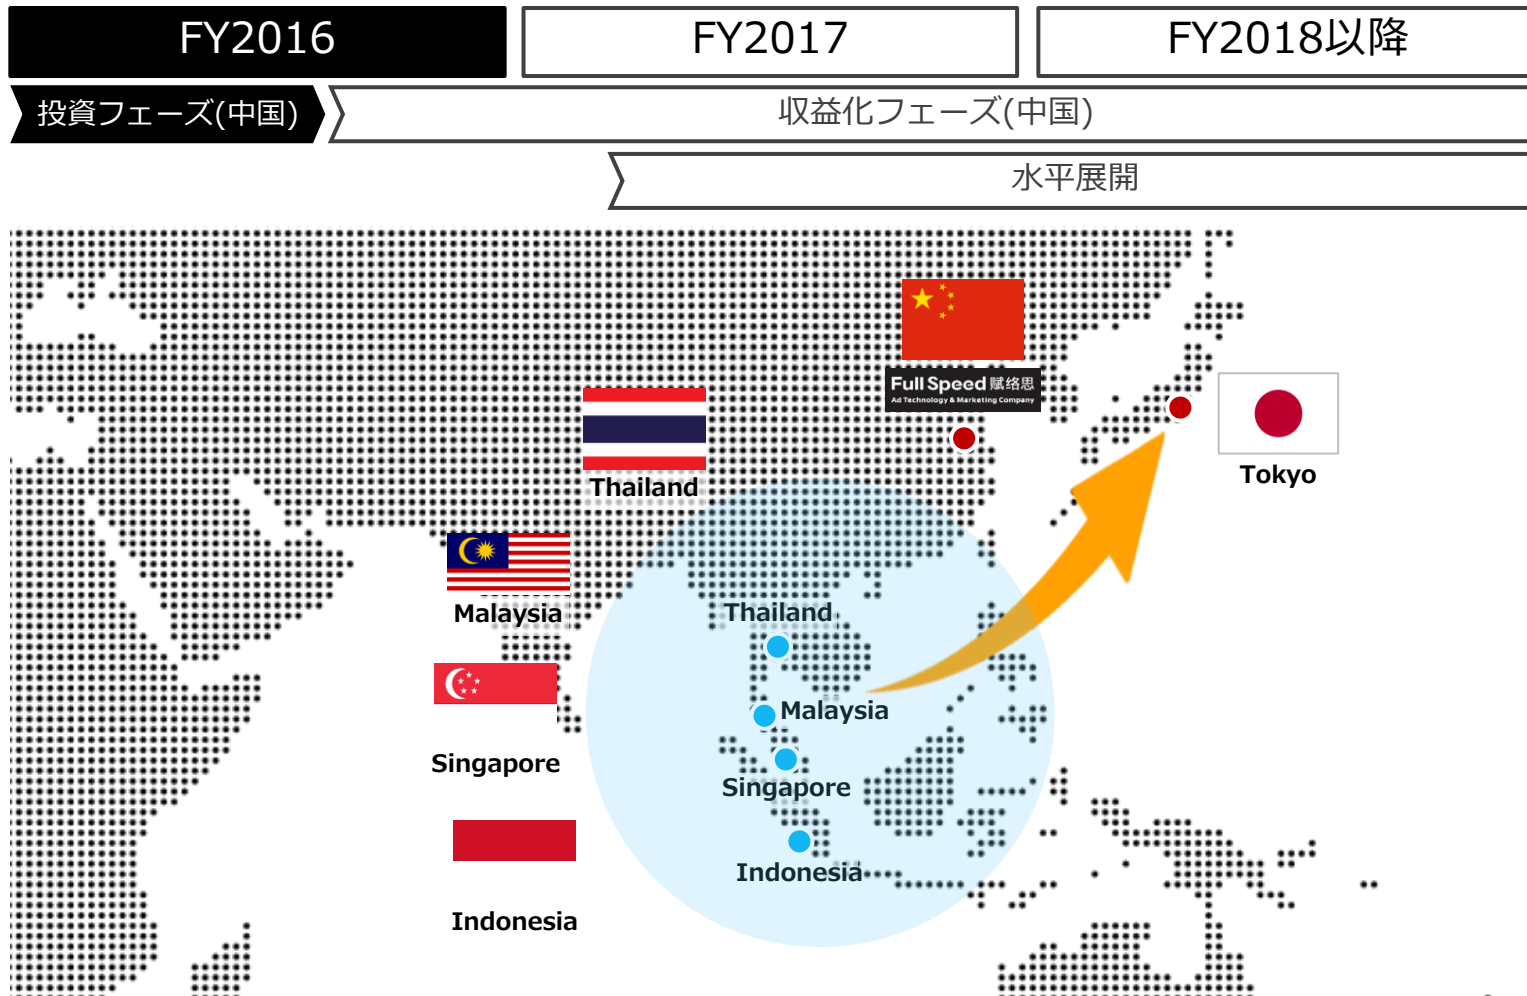 FY2016
FY2017
FY2018以降
投資フェーズ(中国)
収益化フェーズ(中国)
水平展開
Full Speed 赋络思
Ad Technology & Marketing Company
Tokyo
Thailand
Malaysia
Thailand
Malaysia
Singapore
Singapore
Indonesia
Indonesia